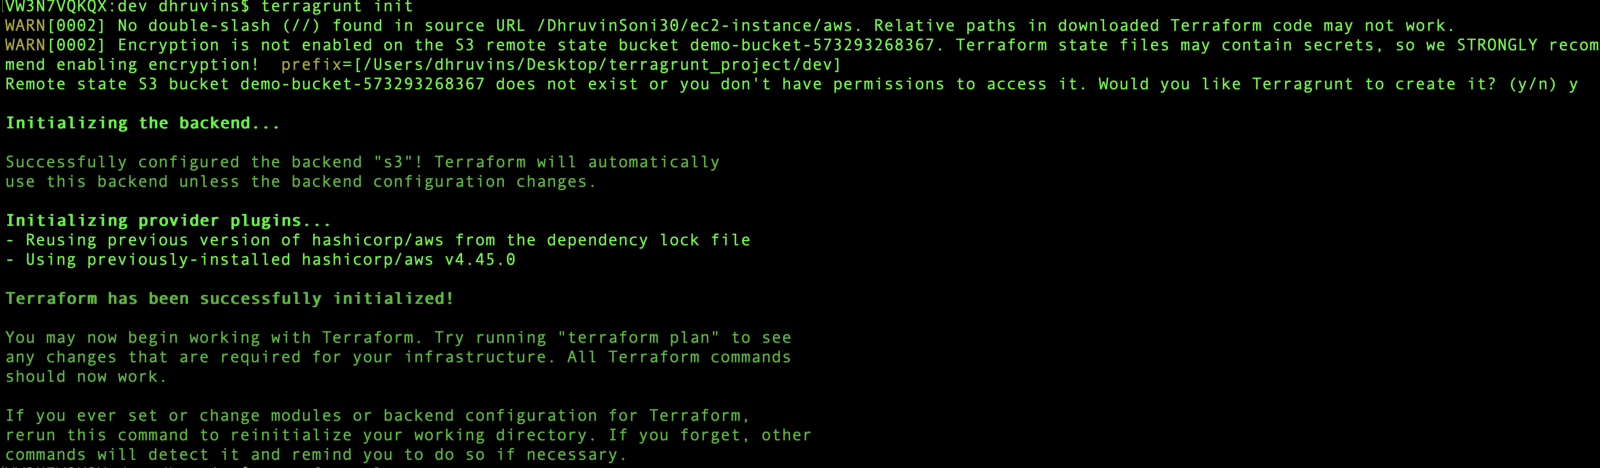 VW3N7VQKQX:dev dhruvins$ terragrunt init
WARN[0002] No double-slash (//) found in source URL /DhruvinSoni30/ec2-instance/aws. Relative paths in downloaded Terraform code may not work.
WARN[0002] Encryption is not enabled on the S3 remote state bucket demo-bucket-573293268367. Terraform state files may contain secrets, so we STRONGLY recom
mend enabling encryption!  prefix=[/Users/dhruvins/Desktop/terragrunt_project/dev]
Remote state S3 bucket demo-bucket-573293268367 does not exist or you don't have permissions to access it. Would you like Terragrunt to create it? (y/n) y
Initializing the backend...
Successfully configured the backend "s3"! Terraform will automatically
use this backend unless the backend configuration changes.
Initializing provider plugins...
- Reusing previous version of hashicorp/aws from the dependency lock file
- Using previously-installed hashicorp/aws v4.45.0
Terraform has been successfully initialized!
You may now begin working with Terraform. Try running "terraform plan" to see
any changes that are required for your infrastructure. All Terraform commands
should now work.
If you ever set or change modules or backend configuration for Terraform,
rerun this command to reinitialize your working directory. If you forget, other
commands will detect it and remind you to do so if necessary.